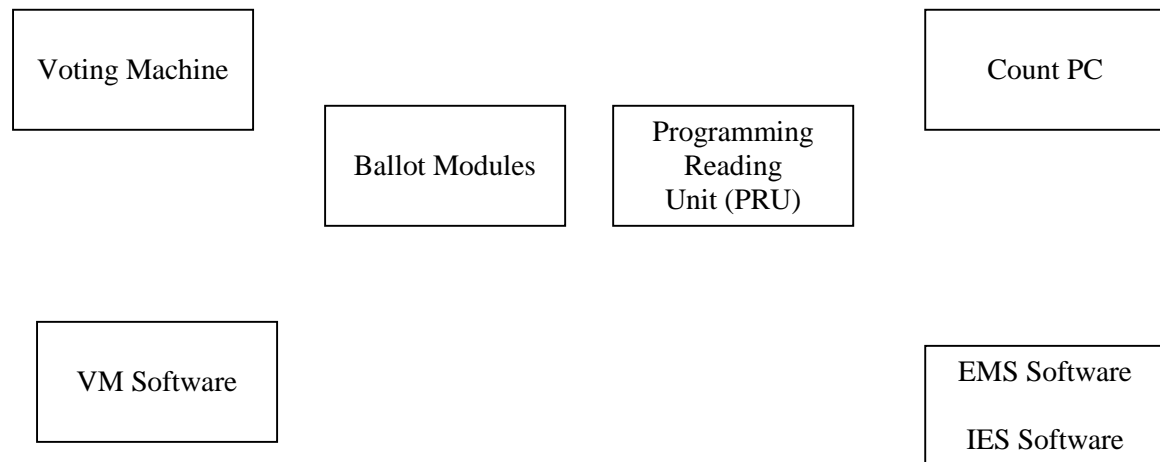 Voting Machine
Count PC
Ballot Modules
Programming
Reading
Unit (PRU)
VM Software
EMS Software
IES Software